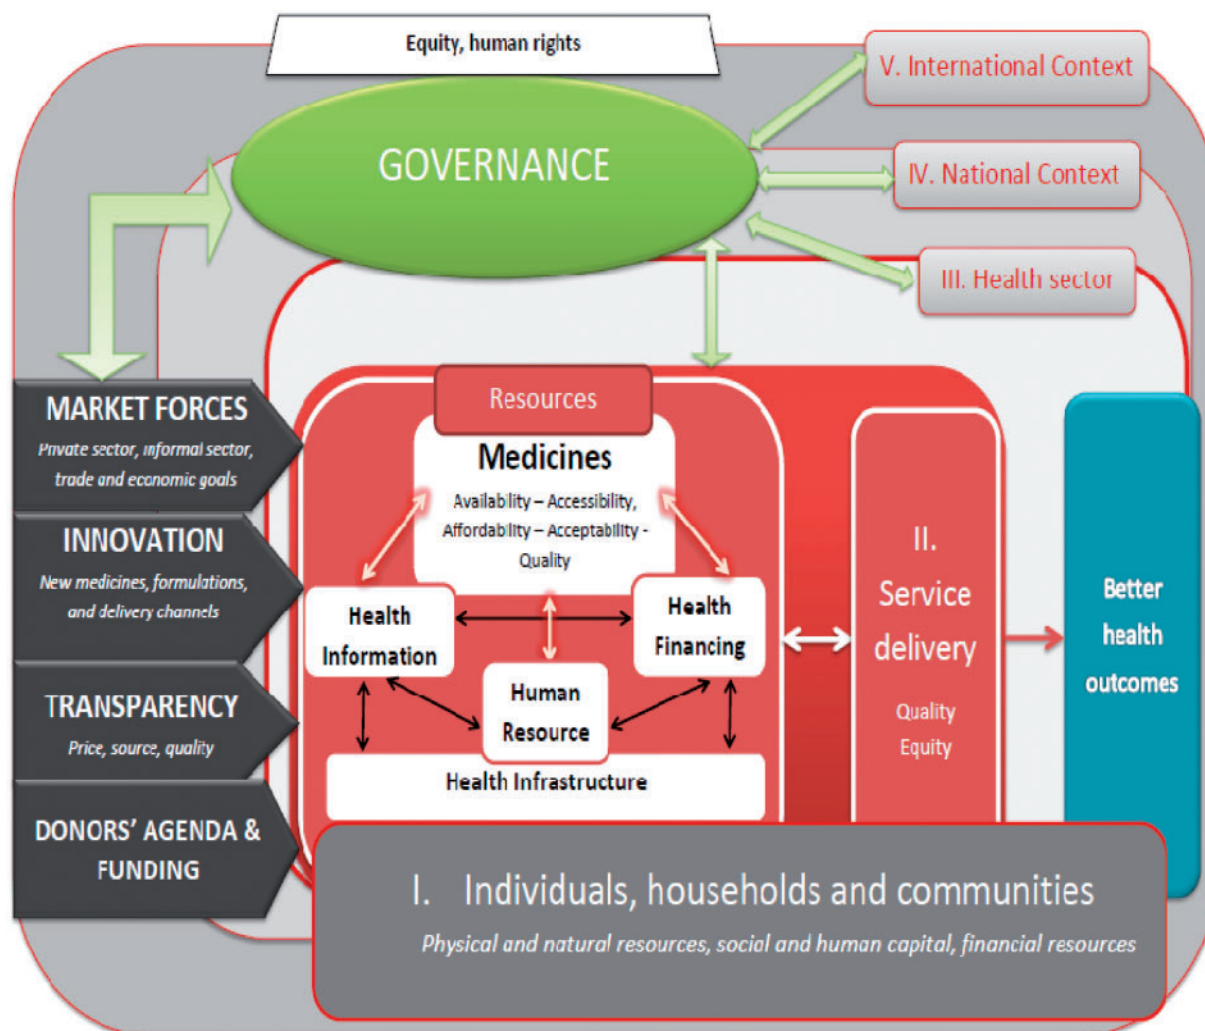 Equity, human rights
GOVERNANCE
V. International Context
IV. National Context
III. Health sector
MARKET FORCES
Private sector, informal sector,
trade and economic goals
INNOVATION
New medicines, formulations,
and delivery channels
TRANSPARENCY
Price, source, quality
DONORS’ AGENDA &
FUNDING
Resources
Medicines
Availability – Accessibility,
Affordability – Acceptability -
Quality
Health
Information
Health
Financing
Human
Resource
Health Infrastructure
II.
Service
delivery
Quality
Equity
Better
health
outcomes
I. Individuals, households and communities
Physical and natural resources, social and human capital, financial resources